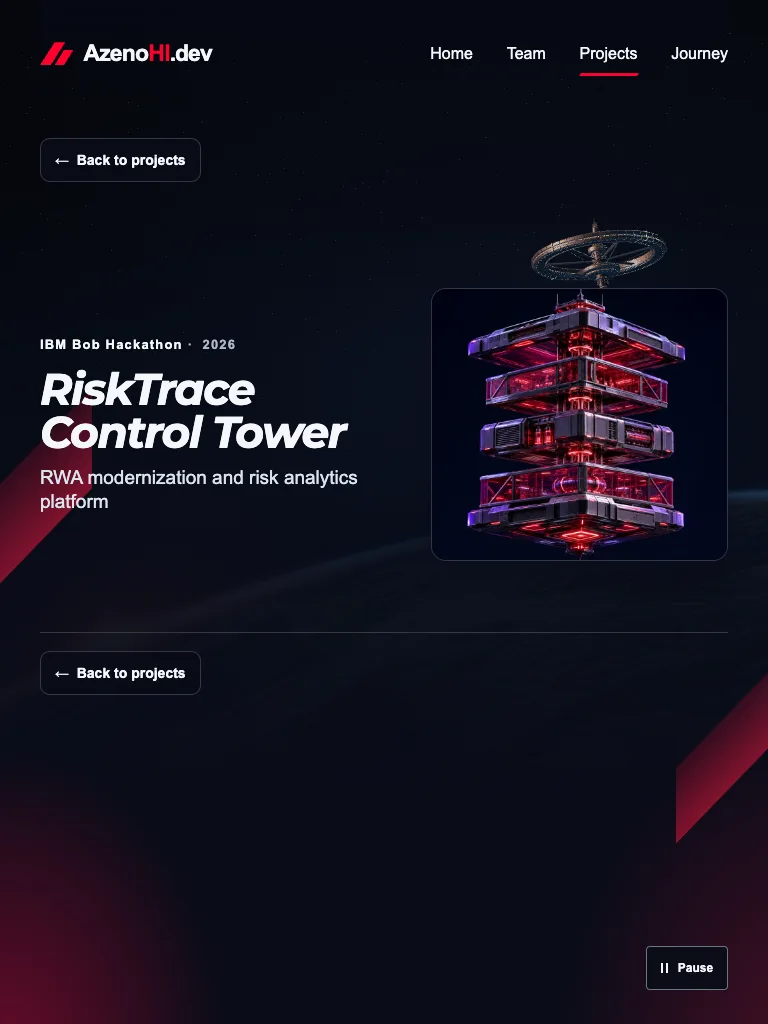 AzenoHI.dev
Home Team Projects Journey
← Back to projects
IBM Bob Hackathon · 2026
RiskTrace
Control Tower
RWA modernization and risk analytics
platform
← Back to projects
Pause